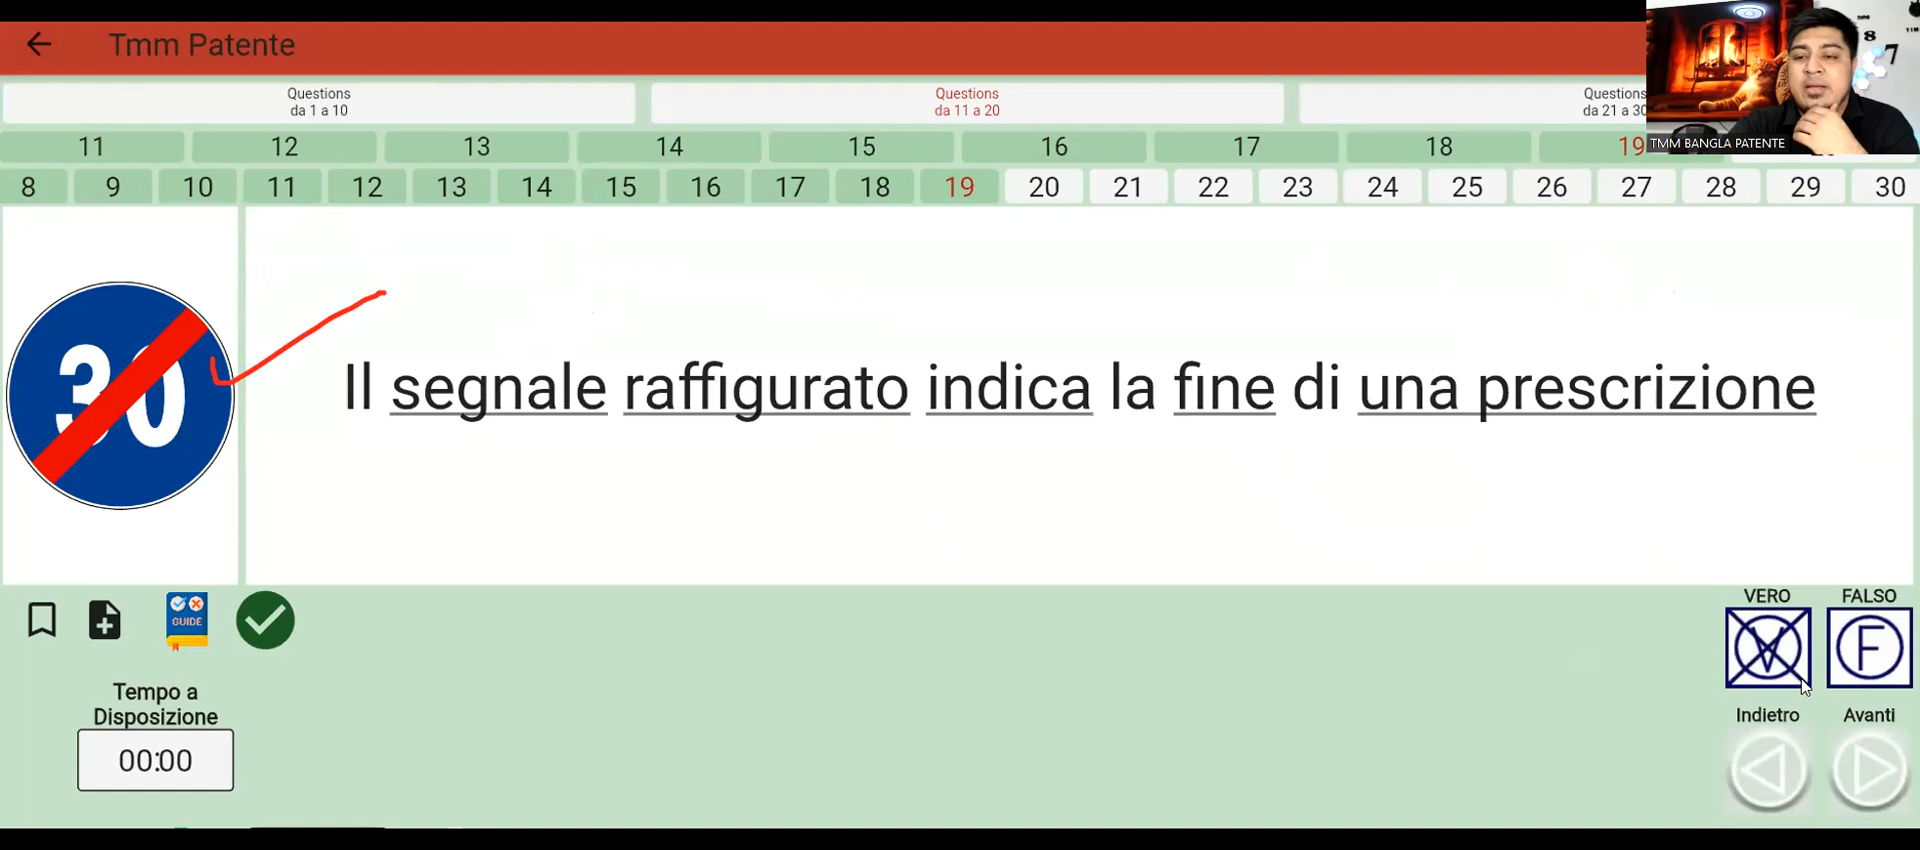 Tmm Patente
Questions
da 1 a 10
Questions
da 11 a 20
Questions
da 21 a 30
11 12 13 14 15 16 17 18 19
8 9 10 11 12 13 14 15 16 17 18 19 20 21 22 23 24 25 26 27 28 29 30
8
7
TMM BANGLA PATENTE
30
Il segnale raffigurato indica la fine di una prescrizione
GUIDE
VERO
FALSO
V
F
Tempo a
Disposizione
00:00
Indietro
Avanti